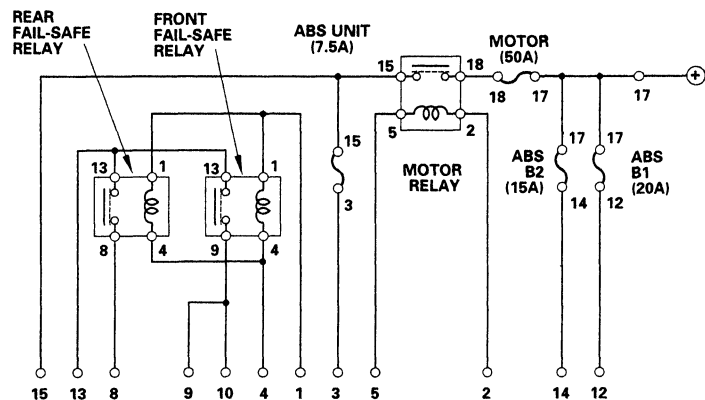 REAR
FAIL-SAFE
RELAY
FRONT
FAIL-SAFE
RELAY
ABS UNIT
(7.5A)
MOTOR
(50A)
15
18
18
17
17
+
5
2
MOTOR
RELAY
15
3
17
ABS
B2
(15A)
14
17
ABS
B1
(20A)
12
13
1
13
1
8
4
9
4
15
13
8
9
10
4
1
3
5
2
14
12